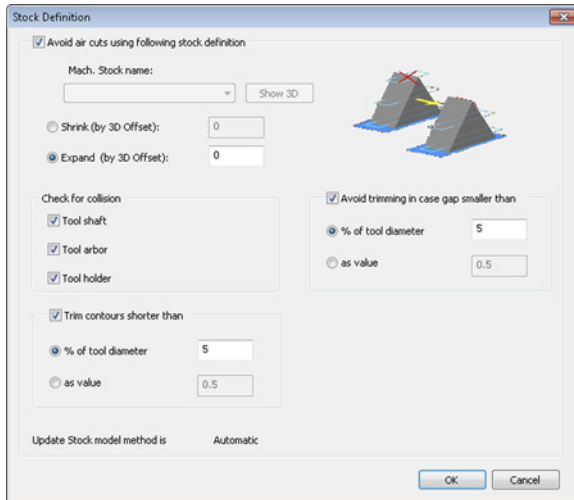 Stock Definition
Avoid air cuts using following stock definition
Mach. Stock name:
Show 3D
Shrink (by 3D Offset): 0
Expand (by 3D Offset): 0
Check for collision
Tool shaft
Tool arbor
Tool holder
Avoid trimming in case gap smaller than
% of tool diameter 5
as value 0.5
Trim contours shorter than
% of tool diameter 5
as value 0.5
Update Stock model method is Automatic
OK Cancel